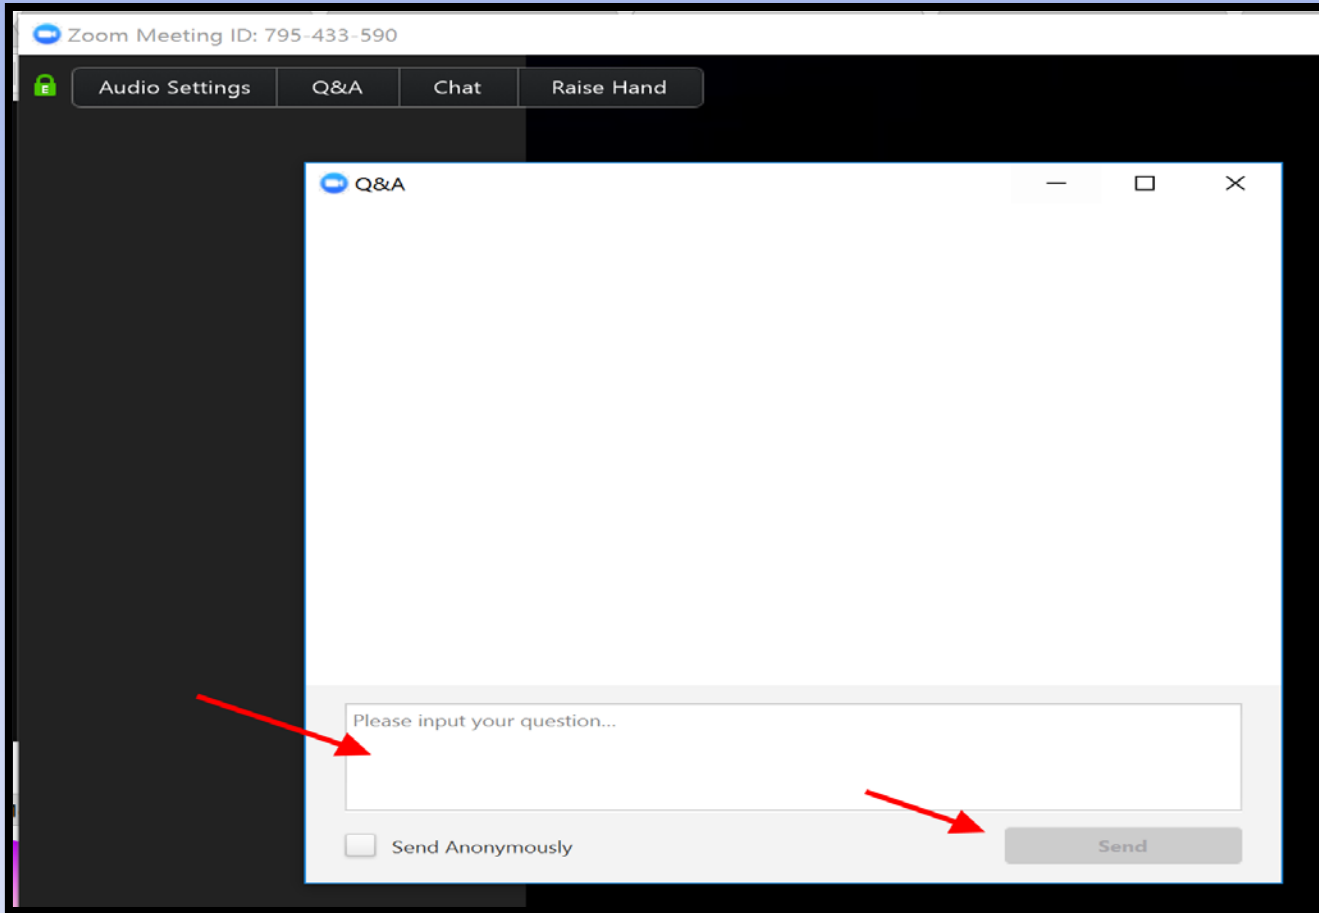 Zoom Meeting ID: 795-433-590
E
Audio Settings Q&A Chat Raise Hand
Q&A
Please input your question...
Send Anonymously Send